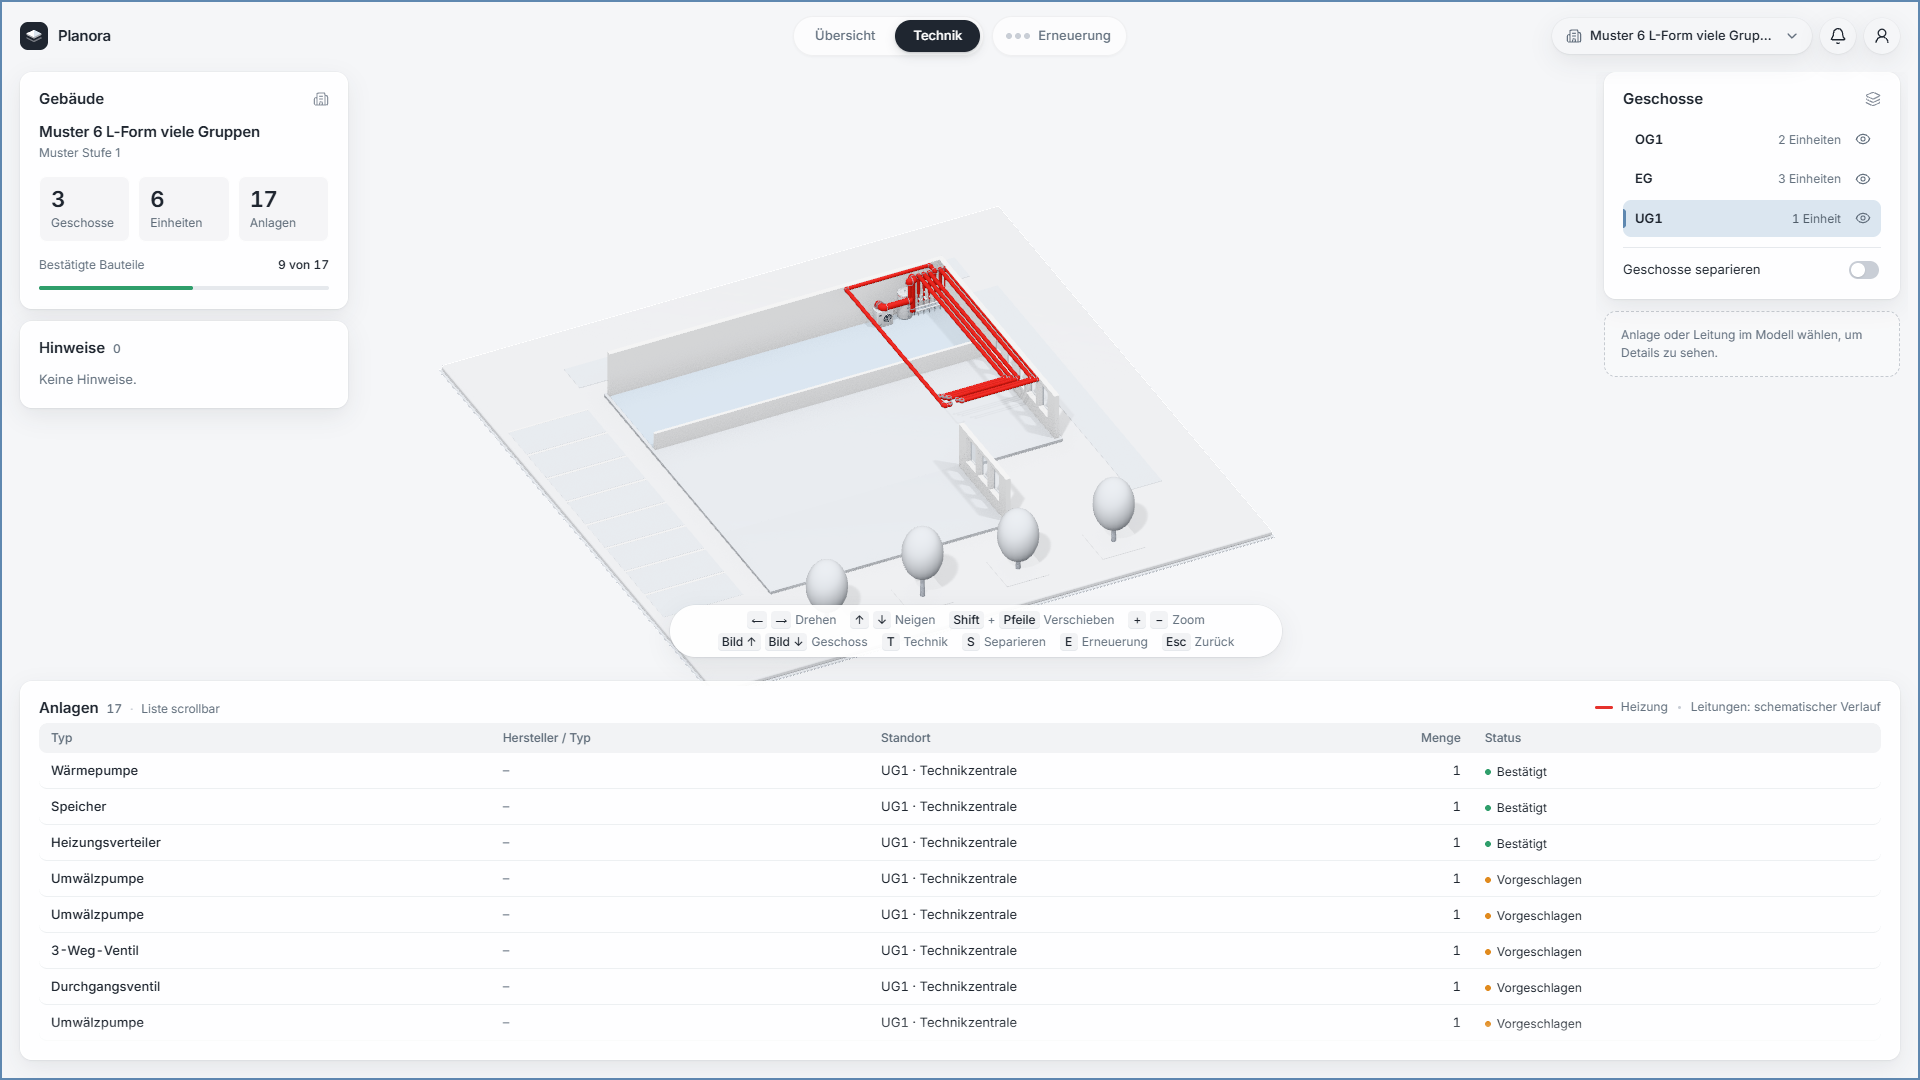 Planora
Übersicht
Technik
Erneuerung
Muster 6 L-Form viele Grup...
Gebäude
Muster 6 L-Form viele Gruppen
Muster Stufe 1
3 6 17
Geschosse Einheiten Anlagen
Bestätigte Bauteile 9 von 17
Hinweise 0
Keine Hinweise.
Geschosse
OG1 2 Einheiten
EG 3 Einheiten
UG1 1 Einheit
Geschosse separieren
Anlage oder Leitung im Modell wählen, um
Details zu sehen.
← → Drehen ↑ ↓ Neigen Shift + Pfeile Verschieben + − Zoom
Bild ↑ Bild ↓ Geschoss T Technik S Separieren E Erneuerung Esc Zurück
Anlagen 17 · Liste scrollbar
Heizung · Leitungen: schematischer Verlauf
Typ Hersteller / Typ Standort Menge Status
Wärmepumpe – UG1 · Technikzentrale 1 Bestätigt
Speicher – UG1 · Technikzentrale 1 Bestätigt
Heizungsverteiler – UG1 · Technikzentrale 1 Bestätigt
Umwälzpumpe – UG1 · Technikzentrale 1 Vorgeschlagen
Umwälzpumpe – UG1 · Technikzentrale 1 Vorgeschlagen
3-Weg-Ventil – UG1 · Technikzentrale 1 Vorgeschlagen
Durchgangsventil – UG1 · Technikzentrale 1 Vorgeschlagen
Umwälzpumpe – UG1 · Technikzentrale 1 Vorgeschlagen